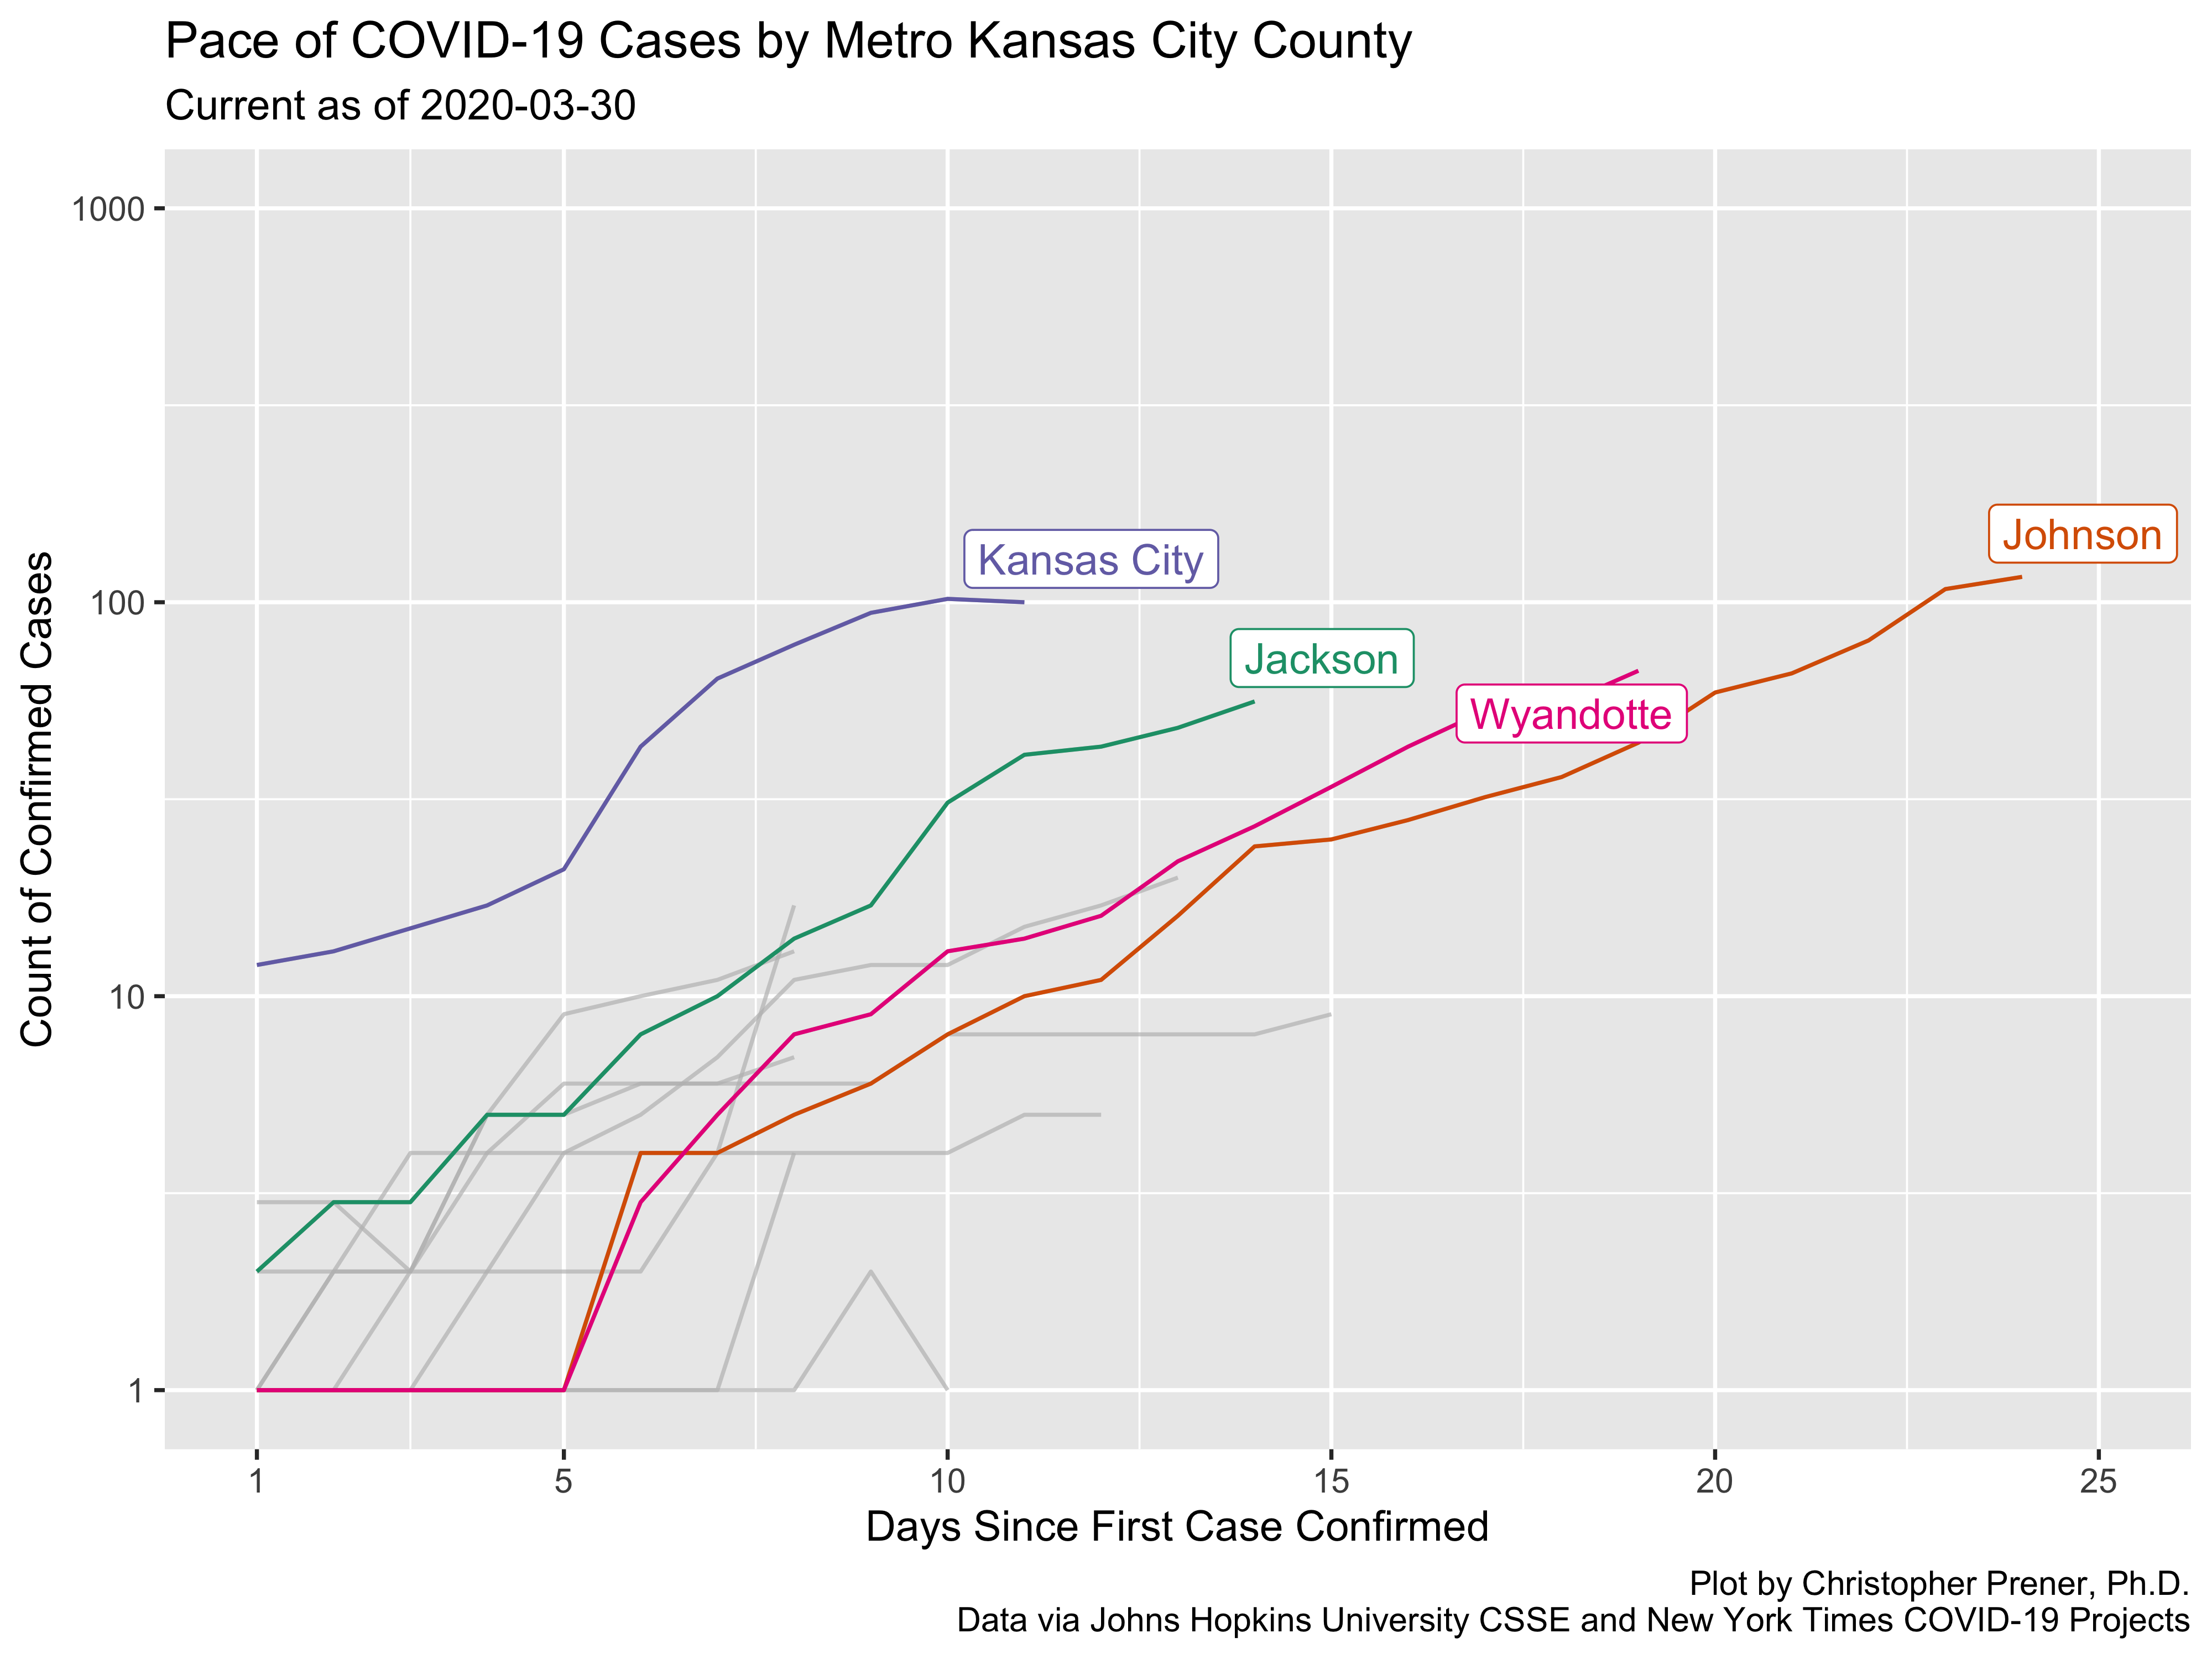 Pace of COVID-19 Cases by Metro Kansas City County
Current as of 2020-03-30
Count of Confirmed Cases
1000
100
10
1
Kansas City
Johnson
Jackson
Wyandotte
1
5
10
15
20
25
Days Since First Case Confirmed
Plot by Christopher Prener, Ph.D.
Data via Johns Hopkins University CSSE and New York Times COVID-19 Projects